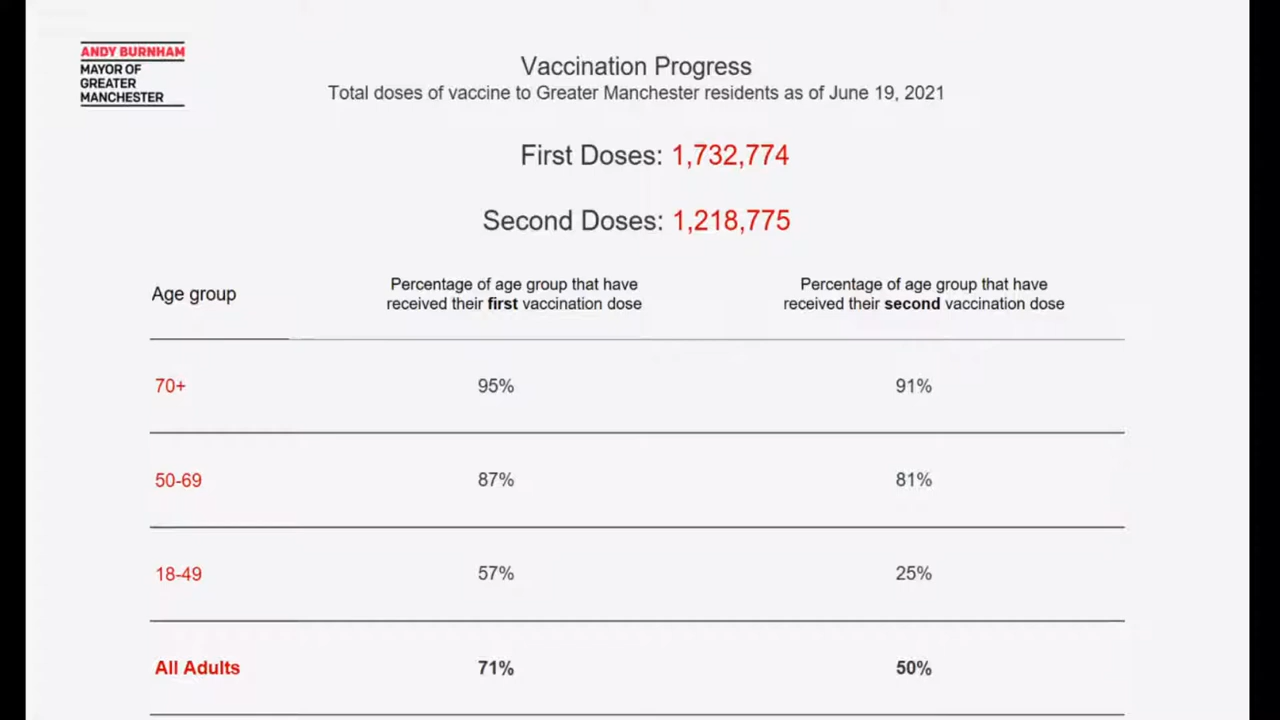 ANDY BURNHAM
MAYOR OF
GREATER
MANCHESTER
Vaccination Progress
Total doses of vaccine to Greater Manchester residents as of June 19, 2021
First Doses: 1,732,774
Second Doses: 1,218,775
Age group
Percentage of age group that have
received their first vaccination dose
Percentage of age group that have
received their second vaccination dose
70+ 95% 91%
50-69 87% 81%
18-49 57% 25%
All Adults 71% 50%